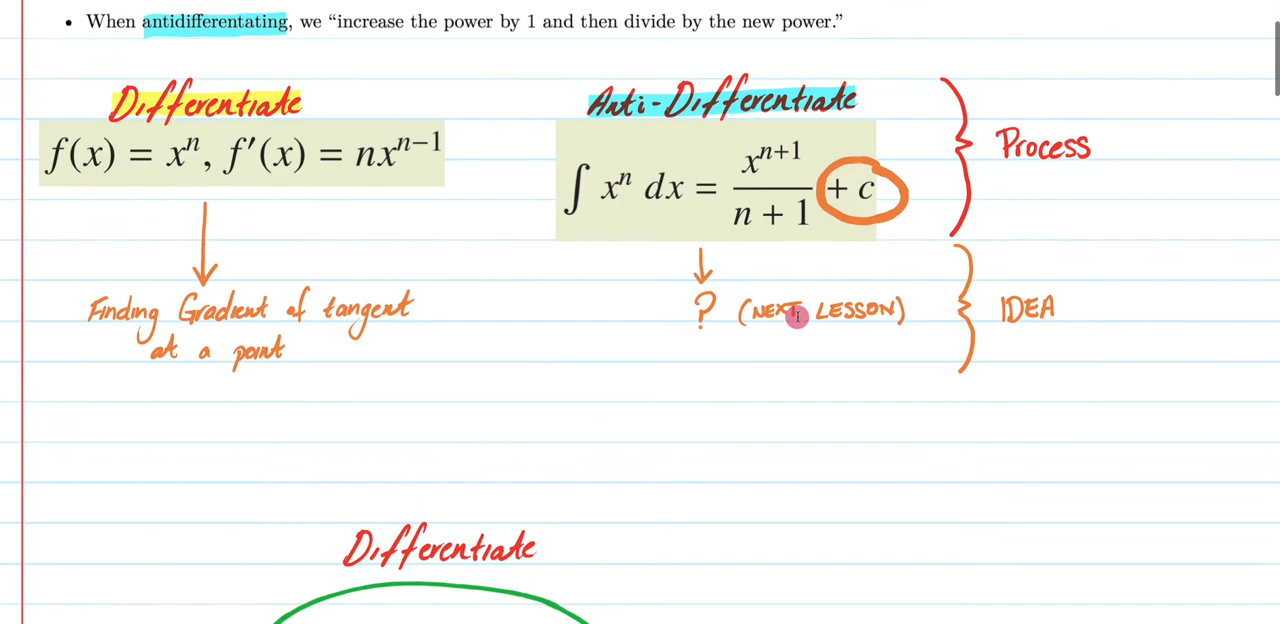 • When antidifferentating, we “increase the power by 1 and then divide by the new power.”
Differentiate
f(x) = xⁿ, f′(x) = nxⁿ⁻¹
Anti-Differentiate
∫ xⁿ dx = xⁿ⁺¹ / n + 1 + c
Process
Finding Gradient of tangent
at a point
? (NEXT LESSON)
IDEA
Differentiate